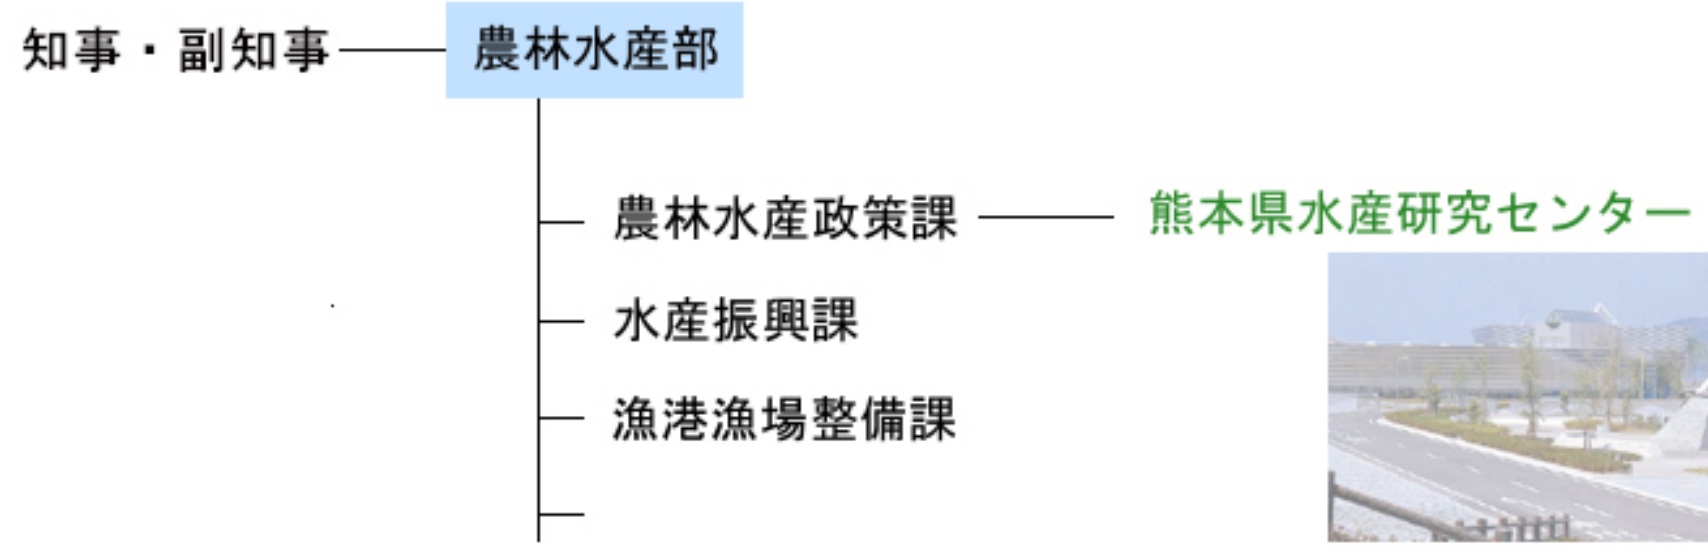 知事・副知事
農林水産部
農林水産政策課
熊本県水産研究センター
水産振興課
漁港漁場整備課